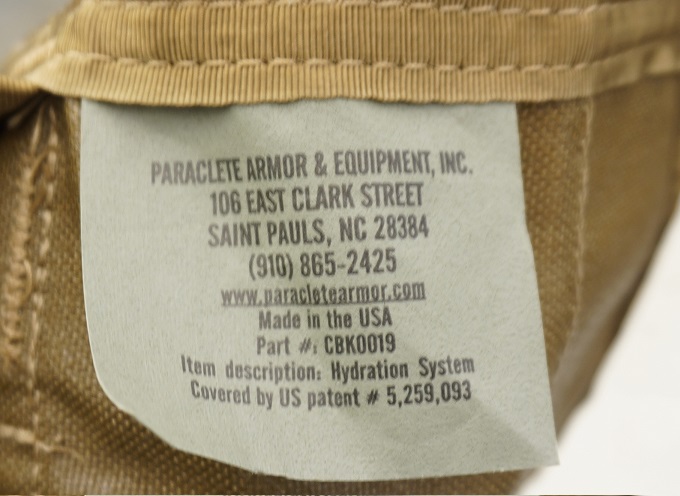 PARACLETE ARMOR & EQUIPMENT, INC.
106 EAST CLARK STREET
SAINT PAULS, NC 28384
(910) 865-2425
www.paracletearmor.com
Made in the USA
Part #: CBK0019
Item description: Hydration System
Covered by US patent # 5,259,093